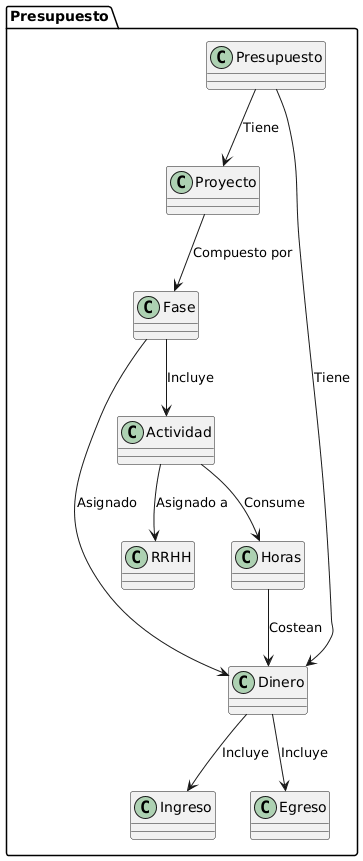 Presupuesto
C Presupuesto
Tiene
C Proyecto
Compuesto por
C Fase
Tiene
Incluye
C Actividad
Asignado
Asignado a
Consume
C RRHH
C Horas
Costean
C Dinero
Incluye
Incluye
C Ingreso
C Egreso